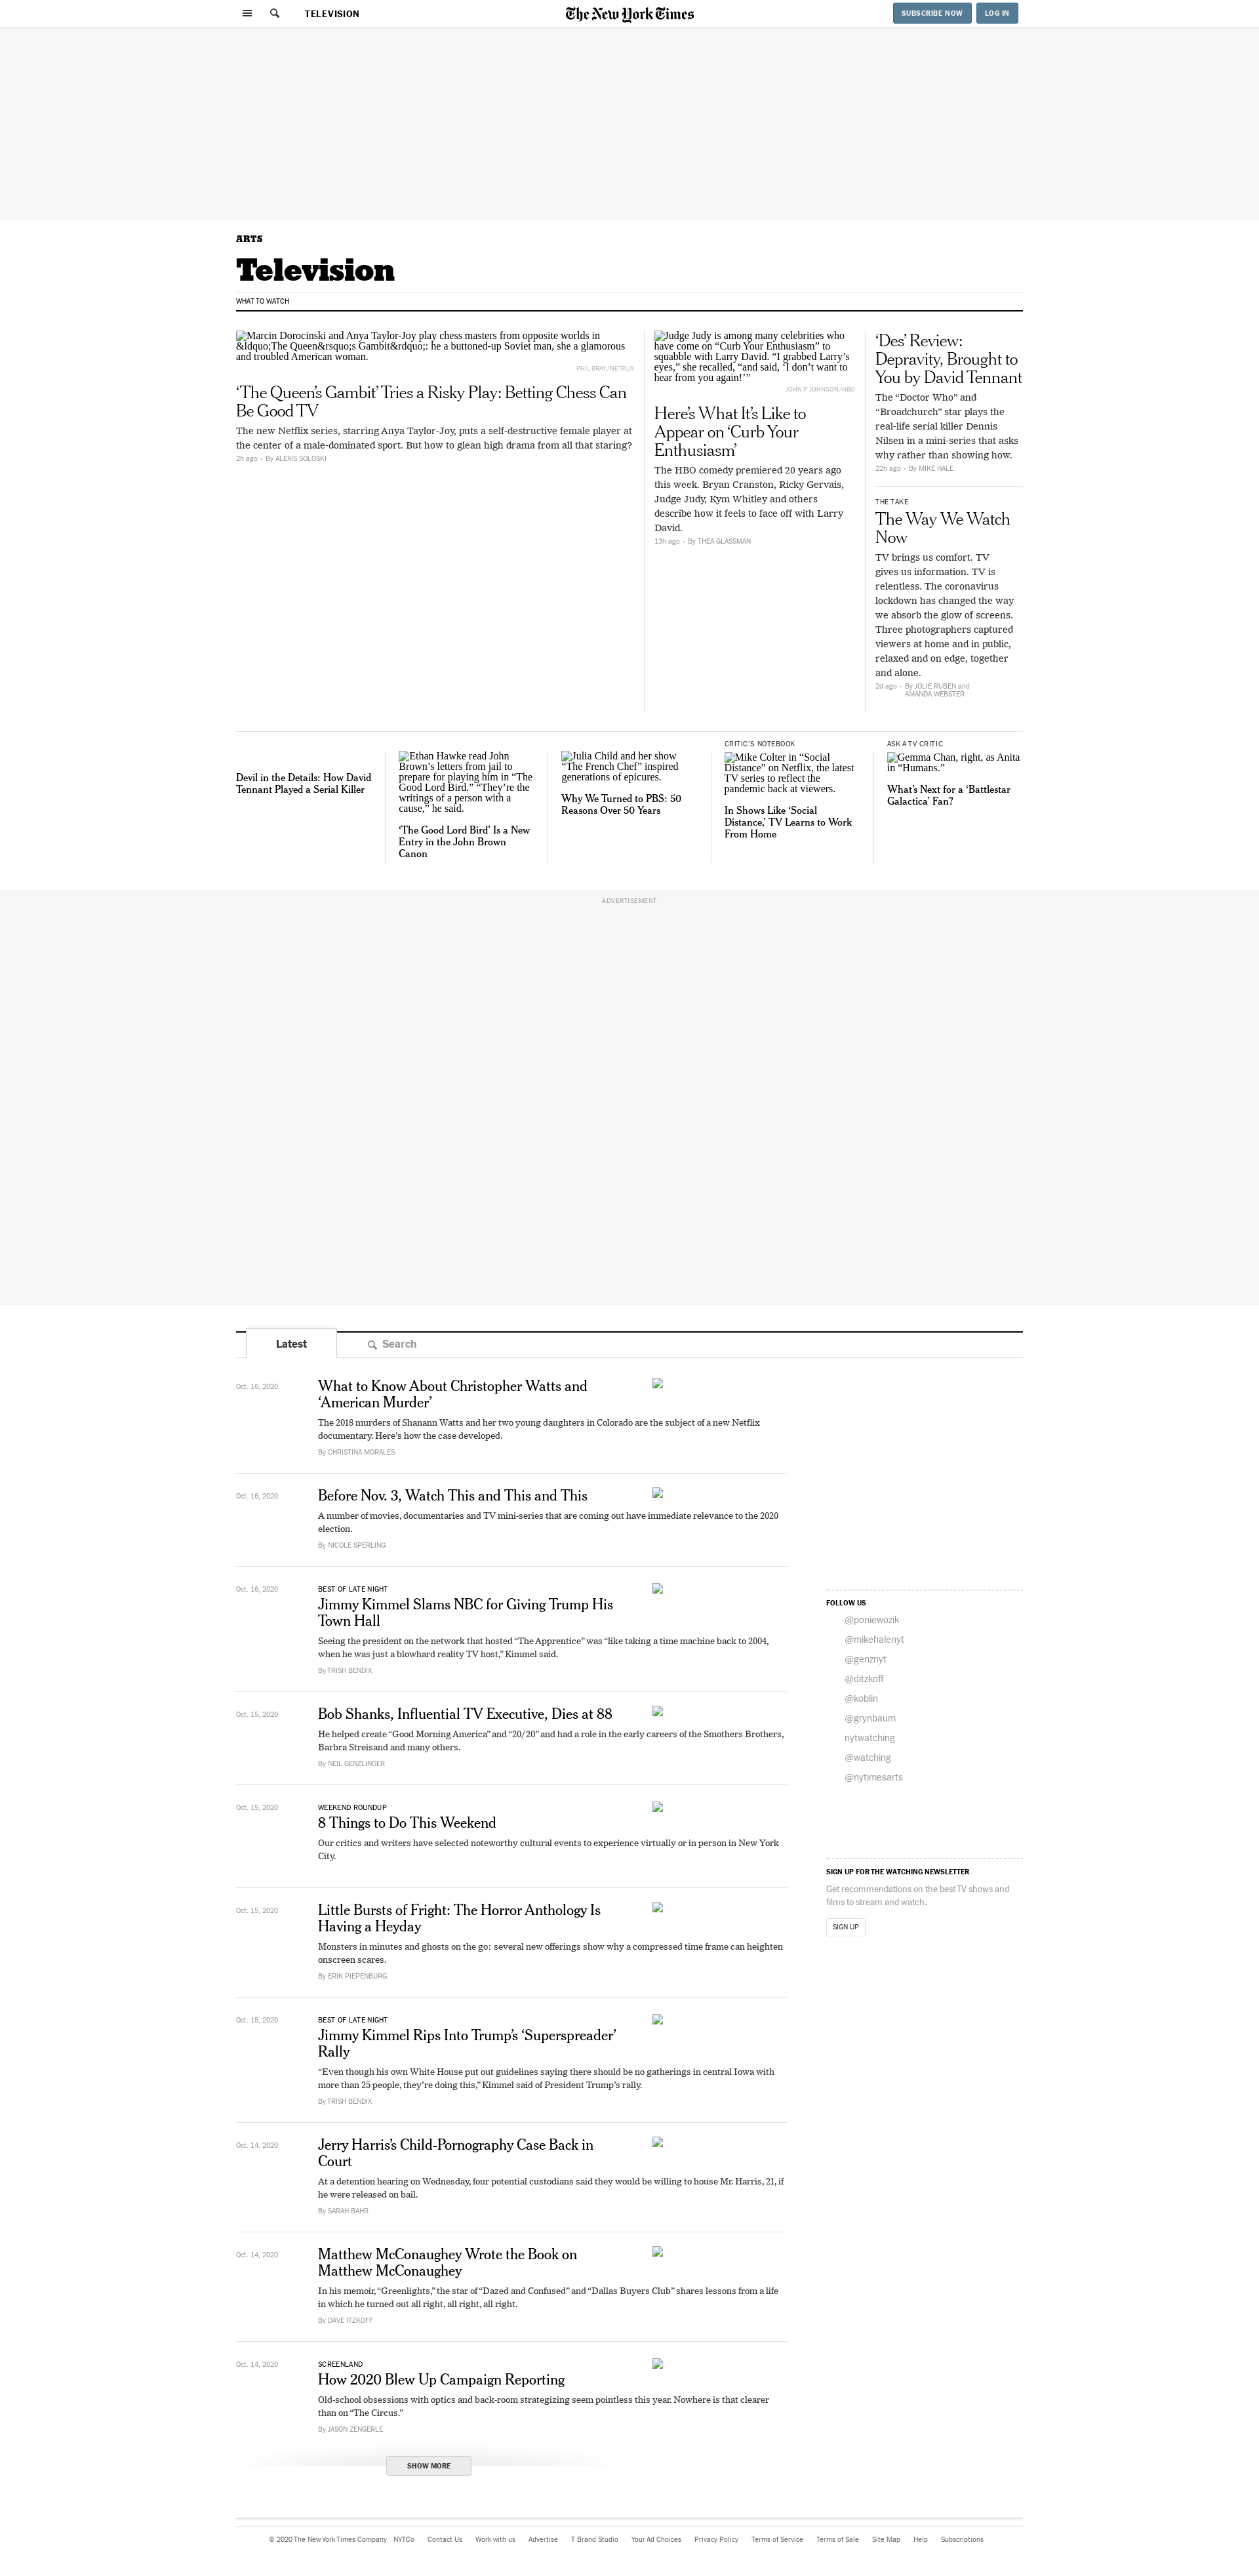 TELEVISION
The New York Times
SUBSCRIBE NOW
LOG IN
ARTS
Television
WHAT TO WATCH
Marcin Dorocinski and Anya Taylor-Joy play chess masters from opposite worlds in
&ldquo;The Queen&rsquo;s Gambit&rdquo;: he a buttoned-up Soviet man, she a glamorous
and troubled American woman.
PHIL BRAY/NETFLIX
‘The Queen’s Gambit’ Tries a Risky Play: Betting Chess Can
Be Good TV
The new Netflix series, starring Anya Taylor-Joy, puts a self-destructive female player at
the center of a male-dominated sport. But how to glean high drama from all that staring?
2h ago • By ALEXIS SOLOSKI
Judge Judy is among many celebrities who
have come on “Curb Your Enthusiasm” to
squabble with Larry David. “I grabbed Larry’s
eyes,” she recalled, “and said, ‘I don’t want to
hear from you again!’”
JOHN P. JOHNSON/HBO
Here’s What It’s Like to
Appear on ‘Curb Your
Enthusiasm’
The HBO comedy premiered 20 years ago
this week. Bryan Cranston, Ricky Gervais,
Judge Judy, Kym Whitley and others
describe how it feels to face off with Larry
David.
13h ago • By THEA GLASSMAN
‘Des’ Review:
Depravity, Brought to
You by David Tennant
The “Doctor Who” and
“Broadchurch” star plays the
real-life serial killer Dennis
Nilsen in a mini-series that asks
why rather than showing how.
22h ago • By MIKE HALE
THE TAKE
The Way We Watch
Now
TV brings us comfort. TV
gives us information. TV is
relentless. The coronavirus
lockdown has changed the way
we absorb the glow of screens.
Three photographers captured
viewers at home and in public,
relaxed and on edge, together
and alone.
2d ago • By JOLIE RUBEN and
AMANDA WEBSTER
Devil in the Details: How David
Tennant Played a Serial Killer
Ethan Hawke read John
Brown’s letters from jail to
prepare for playing him in “The
Good Lord Bird.” “They’re the
writings of a person with a
cause,” he said.
‘The Good Lord Bird’ Is a New
Entry in the John Brown
Canon
Julia Child and her show
“The French Chef” inspired
generations of epicures.
Why We Turned to PBS: 50
Reasons Over 50 Years
CRITIC’S NOTEBOOK
Mike Colter in “Social
Distance” on Netflix, the latest
TV series to reflect the
pandemic back at viewers.
In Shows Like ‘Social
Distance,’ TV Learns to Work
From Home
ASK A TV CRITIC
Gemma Chan, right, as Anita
in “Humans.”
What’s Next for a ‘Battlestar
Galactica’ Fan?
ADVERTISEMENT
Latest
Search
Oct. 16, 2020
What to Know About Christopher Watts and
‘American Murder’
The 2018 murders of Shanann Watts and her two young daughters in Colorado are the subject of a new Netflix
documentary. Here’s how the case developed.
By CHRISTINA MORALES
Oct. 16, 2020
Before Nov. 3, Watch This and This and This
A number of movies, documentaries and TV mini-series that are coming out have immediate relevance to the 2020
election.
By NICOLE SPERLING
Oct. 16, 2020
BEST OF LATE NIGHT
Jimmy Kimmel Slams NBC for Giving Trump His
Town Hall
Seeing the president on the network that hosted “The Apprentice” was “like taking a time machine back to 2004,
when he was just a blowhard reality TV host,” Kimmel said.
By TRISH BENDIX
Oct. 15, 2020
Bob Shanks, Influential TV Executive, Dies at 88
He helped create “Good Morning America” and “20/20” and had a role in the early careers of the Smothers Brothers,
Barbra Streisand and many others.
By NEIL GENZLINGER
Oct. 15, 2020
WEEKEND ROUNDUP
8 Things to Do This Weekend
Our critics and writers have selected noteworthy cultural events to experience virtually or in person in New York
City.
Oct. 15, 2020
Little Bursts of Fright: The Horror Anthology Is
Having a Heyday
Monsters in minutes and ghosts on the go: several new offerings show why a compressed time frame can heighten
onscreen scares.
By ERIK PIEPENBURG
Oct. 15, 2020
BEST OF LATE NIGHT
Jimmy Kimmel Rips Into Trump’s ‘Superspreader’
Rally
“Even though his own White House put out guidelines saying there should be no gatherings in central Iowa with
more than 25 people, they’re doing this,” Kimmel said of President Trump’s rally.
By TRISH BENDIX
Oct. 14, 2020
Jerry Harris’s Child-Pornography Case Back in
Court
At a detention hearing on Wednesday, four potential custodians said they would be willing to house Mr. Harris, 21, if
he were released on bail.
By SARAH BAHR
Oct. 14, 2020
Matthew McConaughey Wrote the Book on
Matthew McConaughey
In his memoir, “Greenlights,” the star of “Dazed and Confused” and “Dallas Buyers Club” shares lessons from a life
in which he turned out all right, all right, all right.
By DAVE ITZKOFF
Oct. 14, 2020
SCREENLAND
How 2020 Blew Up Campaign Reporting
Old-school obsessions with optics and back-room strategizing seem pointless this year. Nowhere is that clearer
than on “The Circus.”
By JASON ZENGERLE
SHOW MORE
FOLLOW US
@poniewozik
@mikehalenyt
@genznyt
@ditzkoff
@koblin
@grynbaum
nytwatching
@watching
@nytimesarts
SIGN UP FOR THE WATCHING NEWSLETTER
Get recommendations on the best TV shows and
films to stream and watch.
SIGN UP
© 2020 The New York Times Company NYTCo Contact Us Work with us Advertise T Brand Studio Your Ad Choices Privacy Policy Terms of Service Terms of Sale Site Map Help Subscriptions